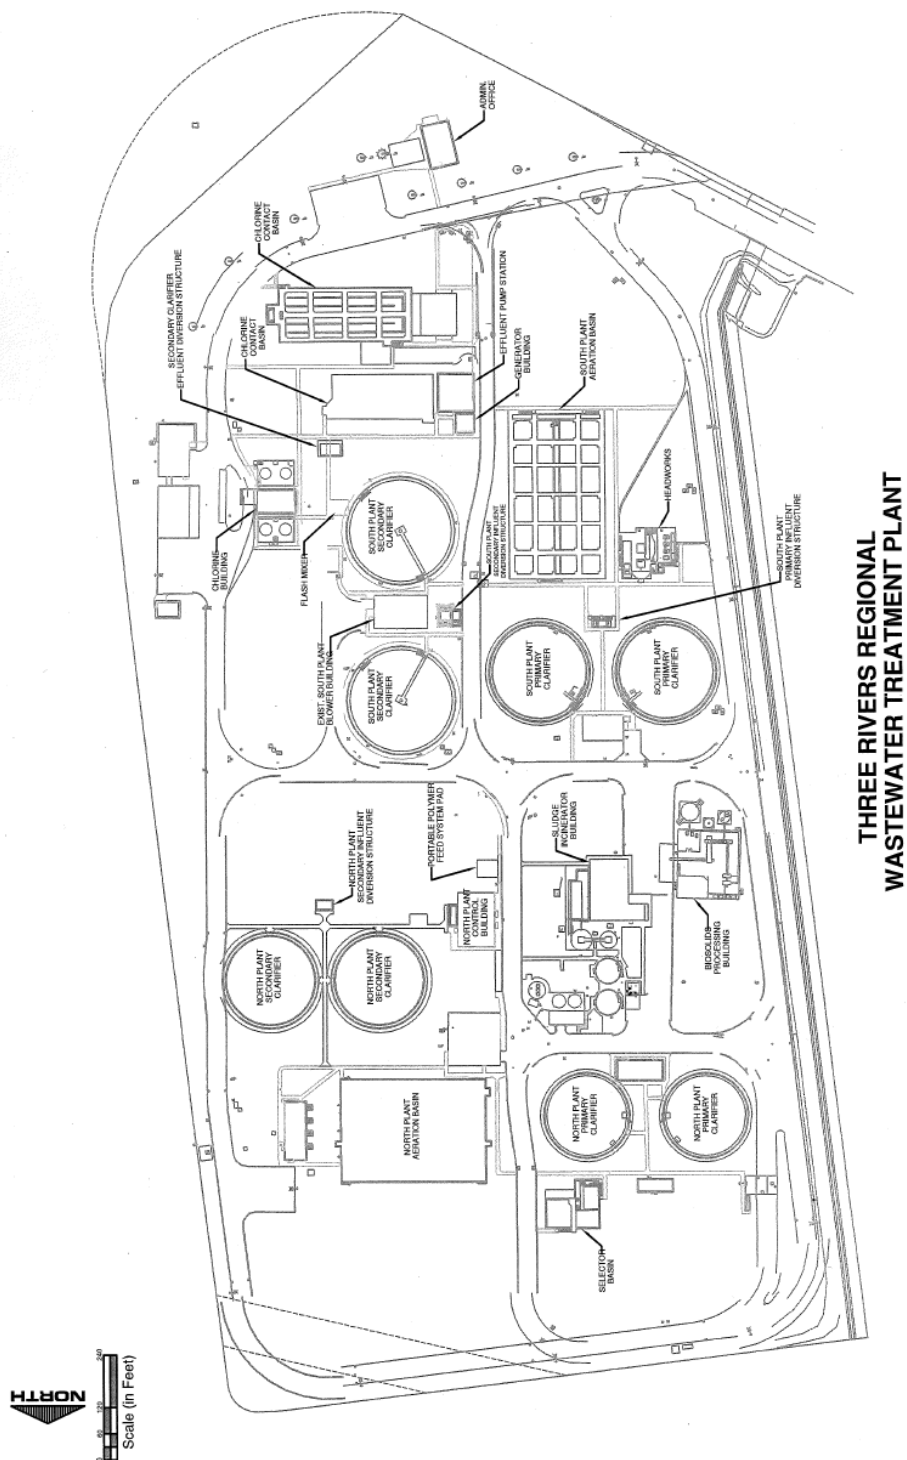 ADMIN.
OFFICE
CHLORINE
CONTACT
BASIN
SECONDARY CLARIFIER
EFFLUENT DIVERSION STRUCTURE
CHLORINE
CONTACT
BASIN
EFFLUENT PUMP STATION
GENERATOR
BUILDING
SOUTH PLANT
AERATION BASIN
HEADWORKS
CHLORINE
BUILDING
FLASH MIXER
SOUTH PLANT
SECONDARY
CLARIFIER
SOUTH PLANT
SECONDARY INFLUENT
DIVERSION STRUCTURE
SOUTH PLANT
PRIMARY INFLUENT
DIVERSION STRUCTURE
EXIST. SOUTH PLANT
BLOWER BUILDING
SOUTH PLANT
SECONDARY
CLARIFIER
SOUTH PLANT
PRIMARY
CLARIFIER
SOUTH PLANT
PRIMARY
CLARIFIER
NORTH PLANT
SECONDARY INFLUENT
DIVERSION STRUCTURE
PORTABLE POLYMER
FEED SYSTEM PAD
SLUDGE
INCINERATOR
BUILDING
NORTH PLANT
CONTROL
BUILDING
BIOSOLIDS
PROCESSING
BUILDING
NORTH PLANT
SECONDARY
CLARIFIER
NORTH PLANT
SECONDARY
CLARIFIER
NORTH PLANT
AERATION BASIN
NORTH PLANT
PRIMARY
CLARIFIER
NORTH PLANT
PRIMARY
CLARIFIER
SELECTOR
BASIN
THREE RIVERS REGIONAL
WASTEWATER TREATMENT PLANT
NORTH
0 60 120 240
Scale (in Feet)